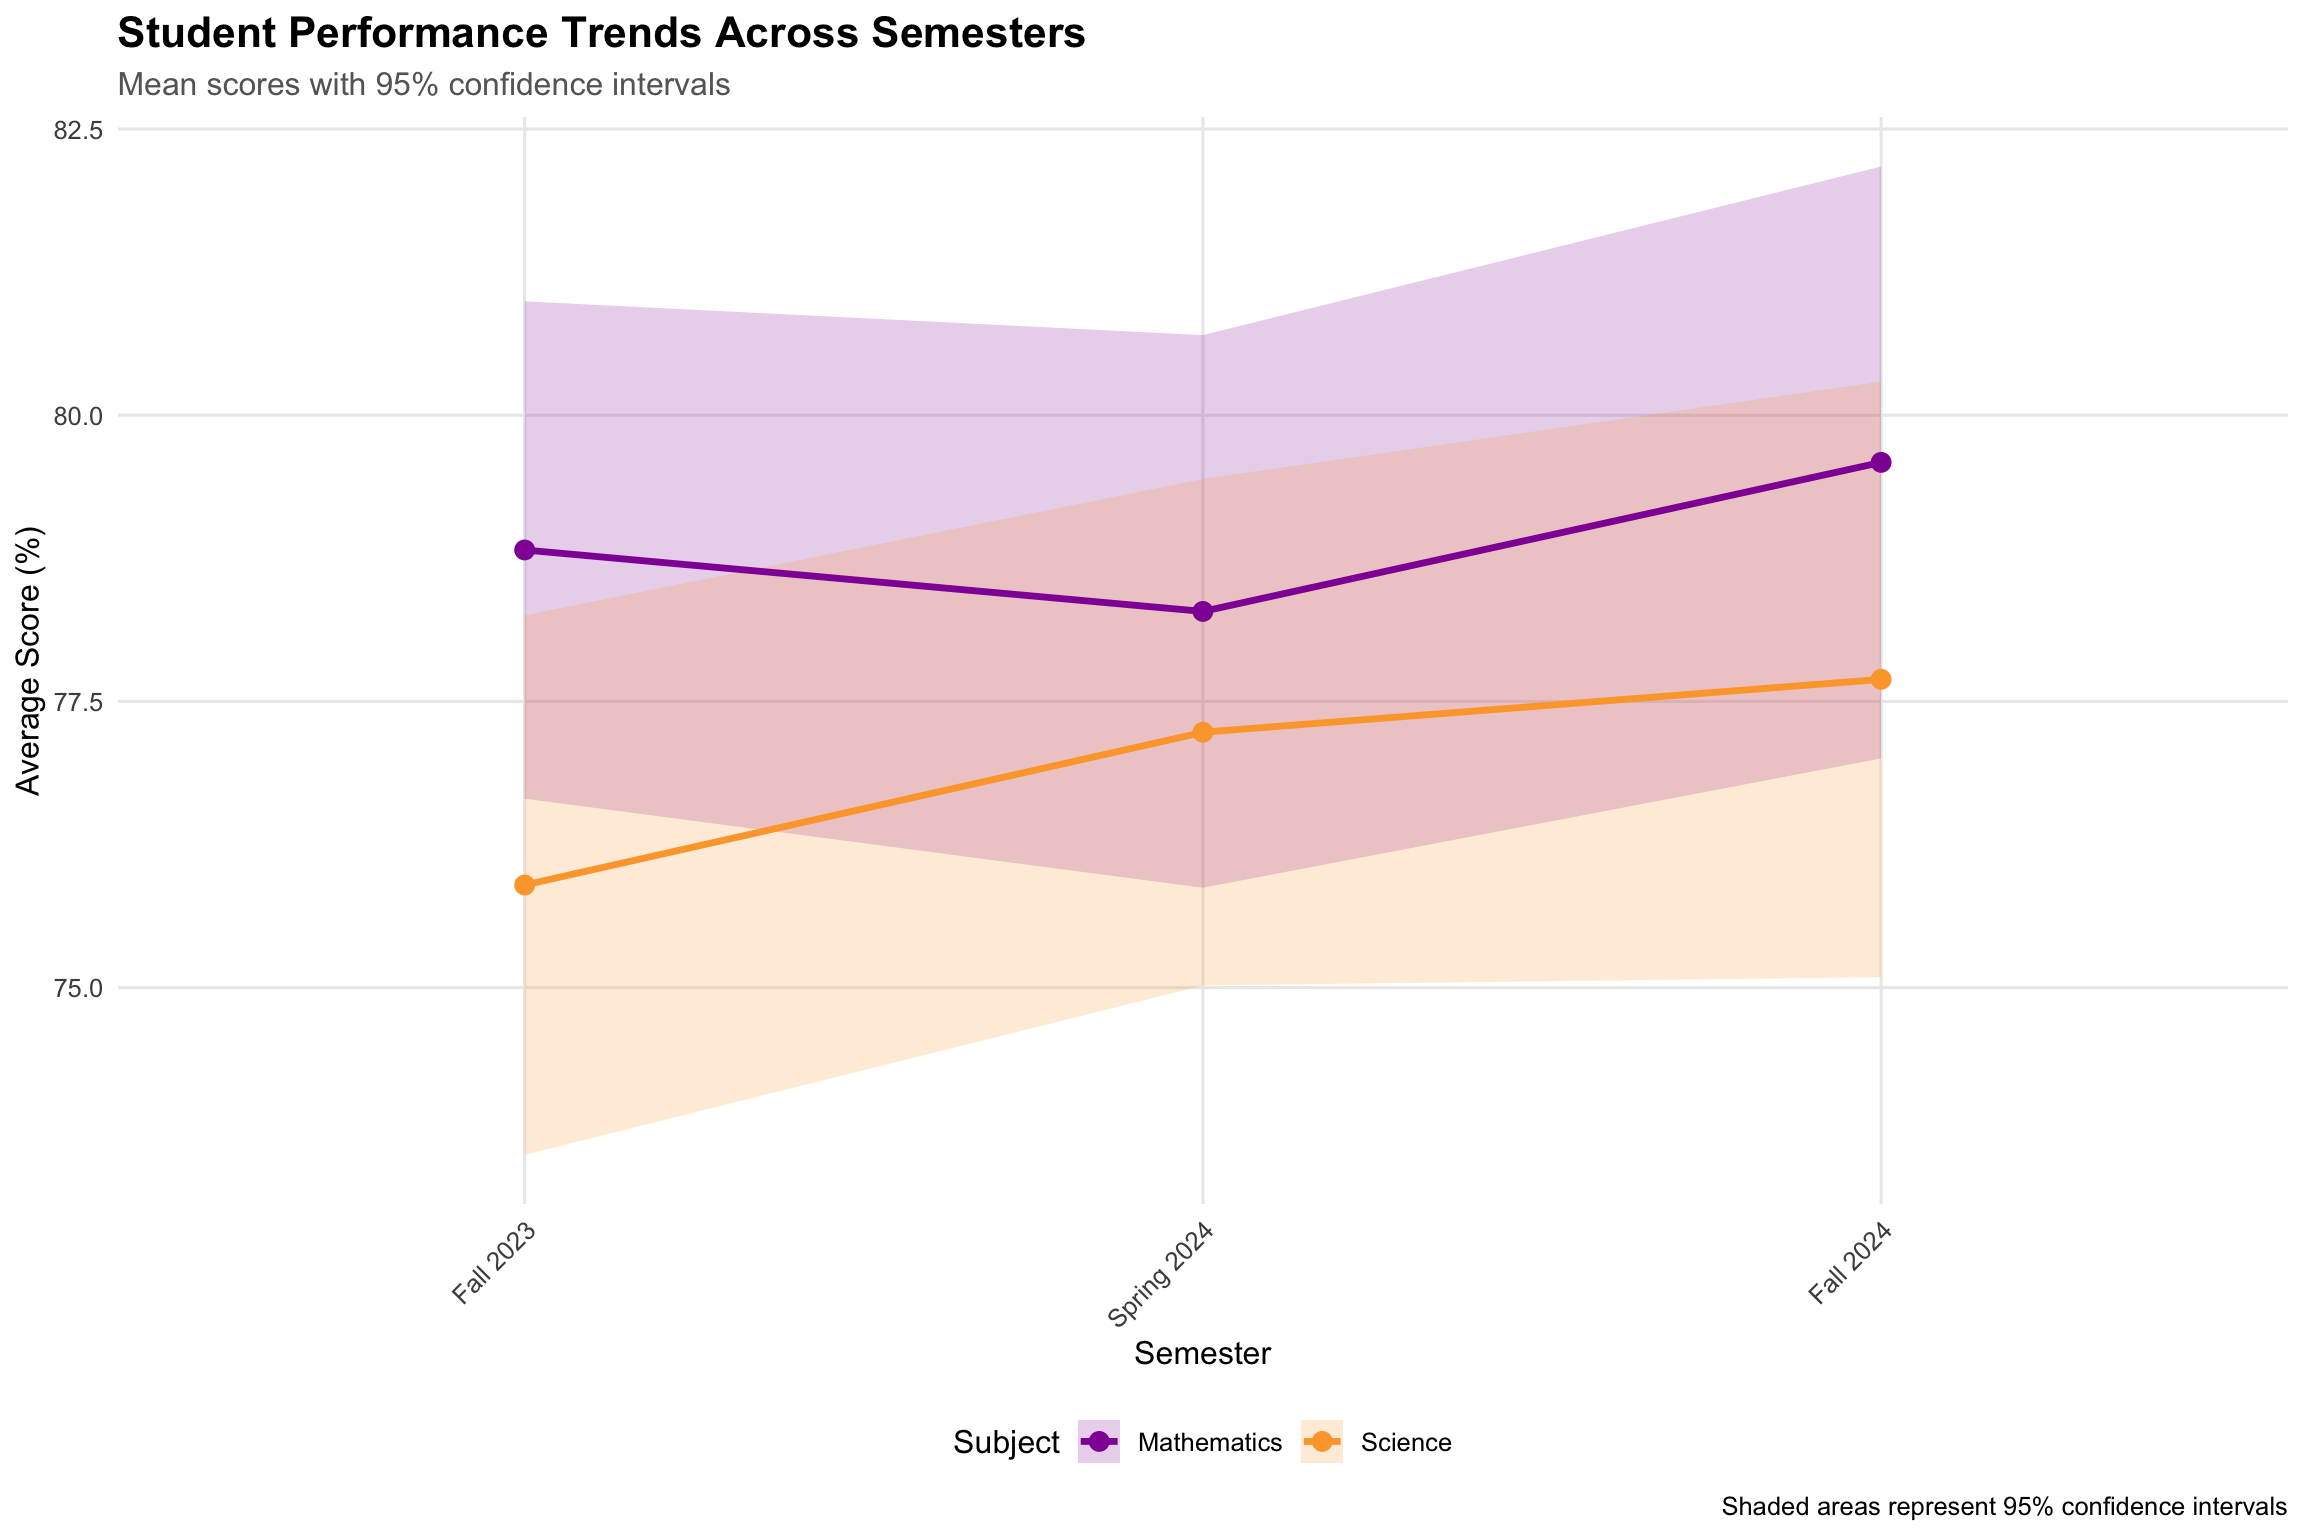 Student Performance Trends Across Semesters
Mean scores with 95% confidence intervals
82.5
80.0
77.5
75.0
Average Score (%)
Fall 2023
Spring 2024
Fall 2024
Semester
Subject Mathematics Science
Shaded areas represent 95% confidence intervals